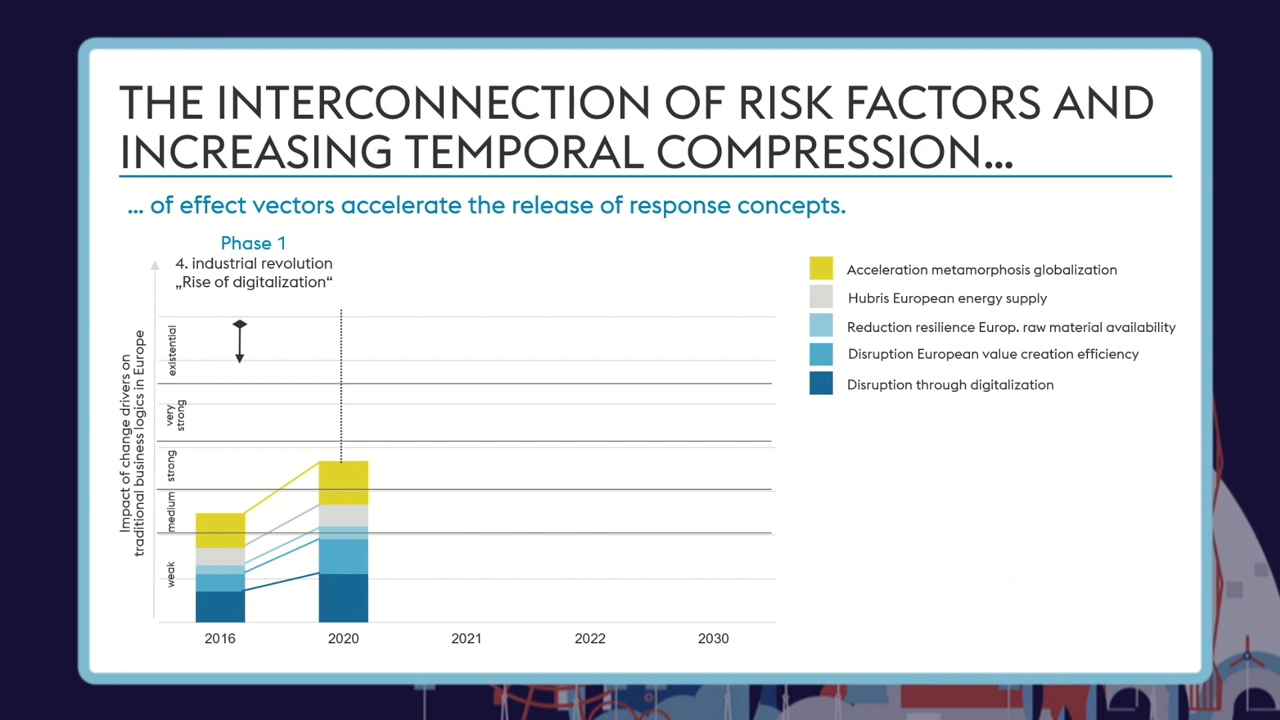 THE INTERCONNECTION OF RISK FACTORS AND
INCREASING TEMPORAL COMPRESSION...
... of effect vectors accelerate the release of response concepts.
Phase 1
4. industrial revolution
„Rise of digitalization“
Impact of change drivers on
traditional business logics in Europe
existential
very
strong
strong
medium
weak
2016
2020
2021
2022
2030
Acceleration metamorphosis globalization
Hubris European energy supply
Reduction resilience Europ. raw material availability
Disruption European value creation efficiency
Disruption through digitalization